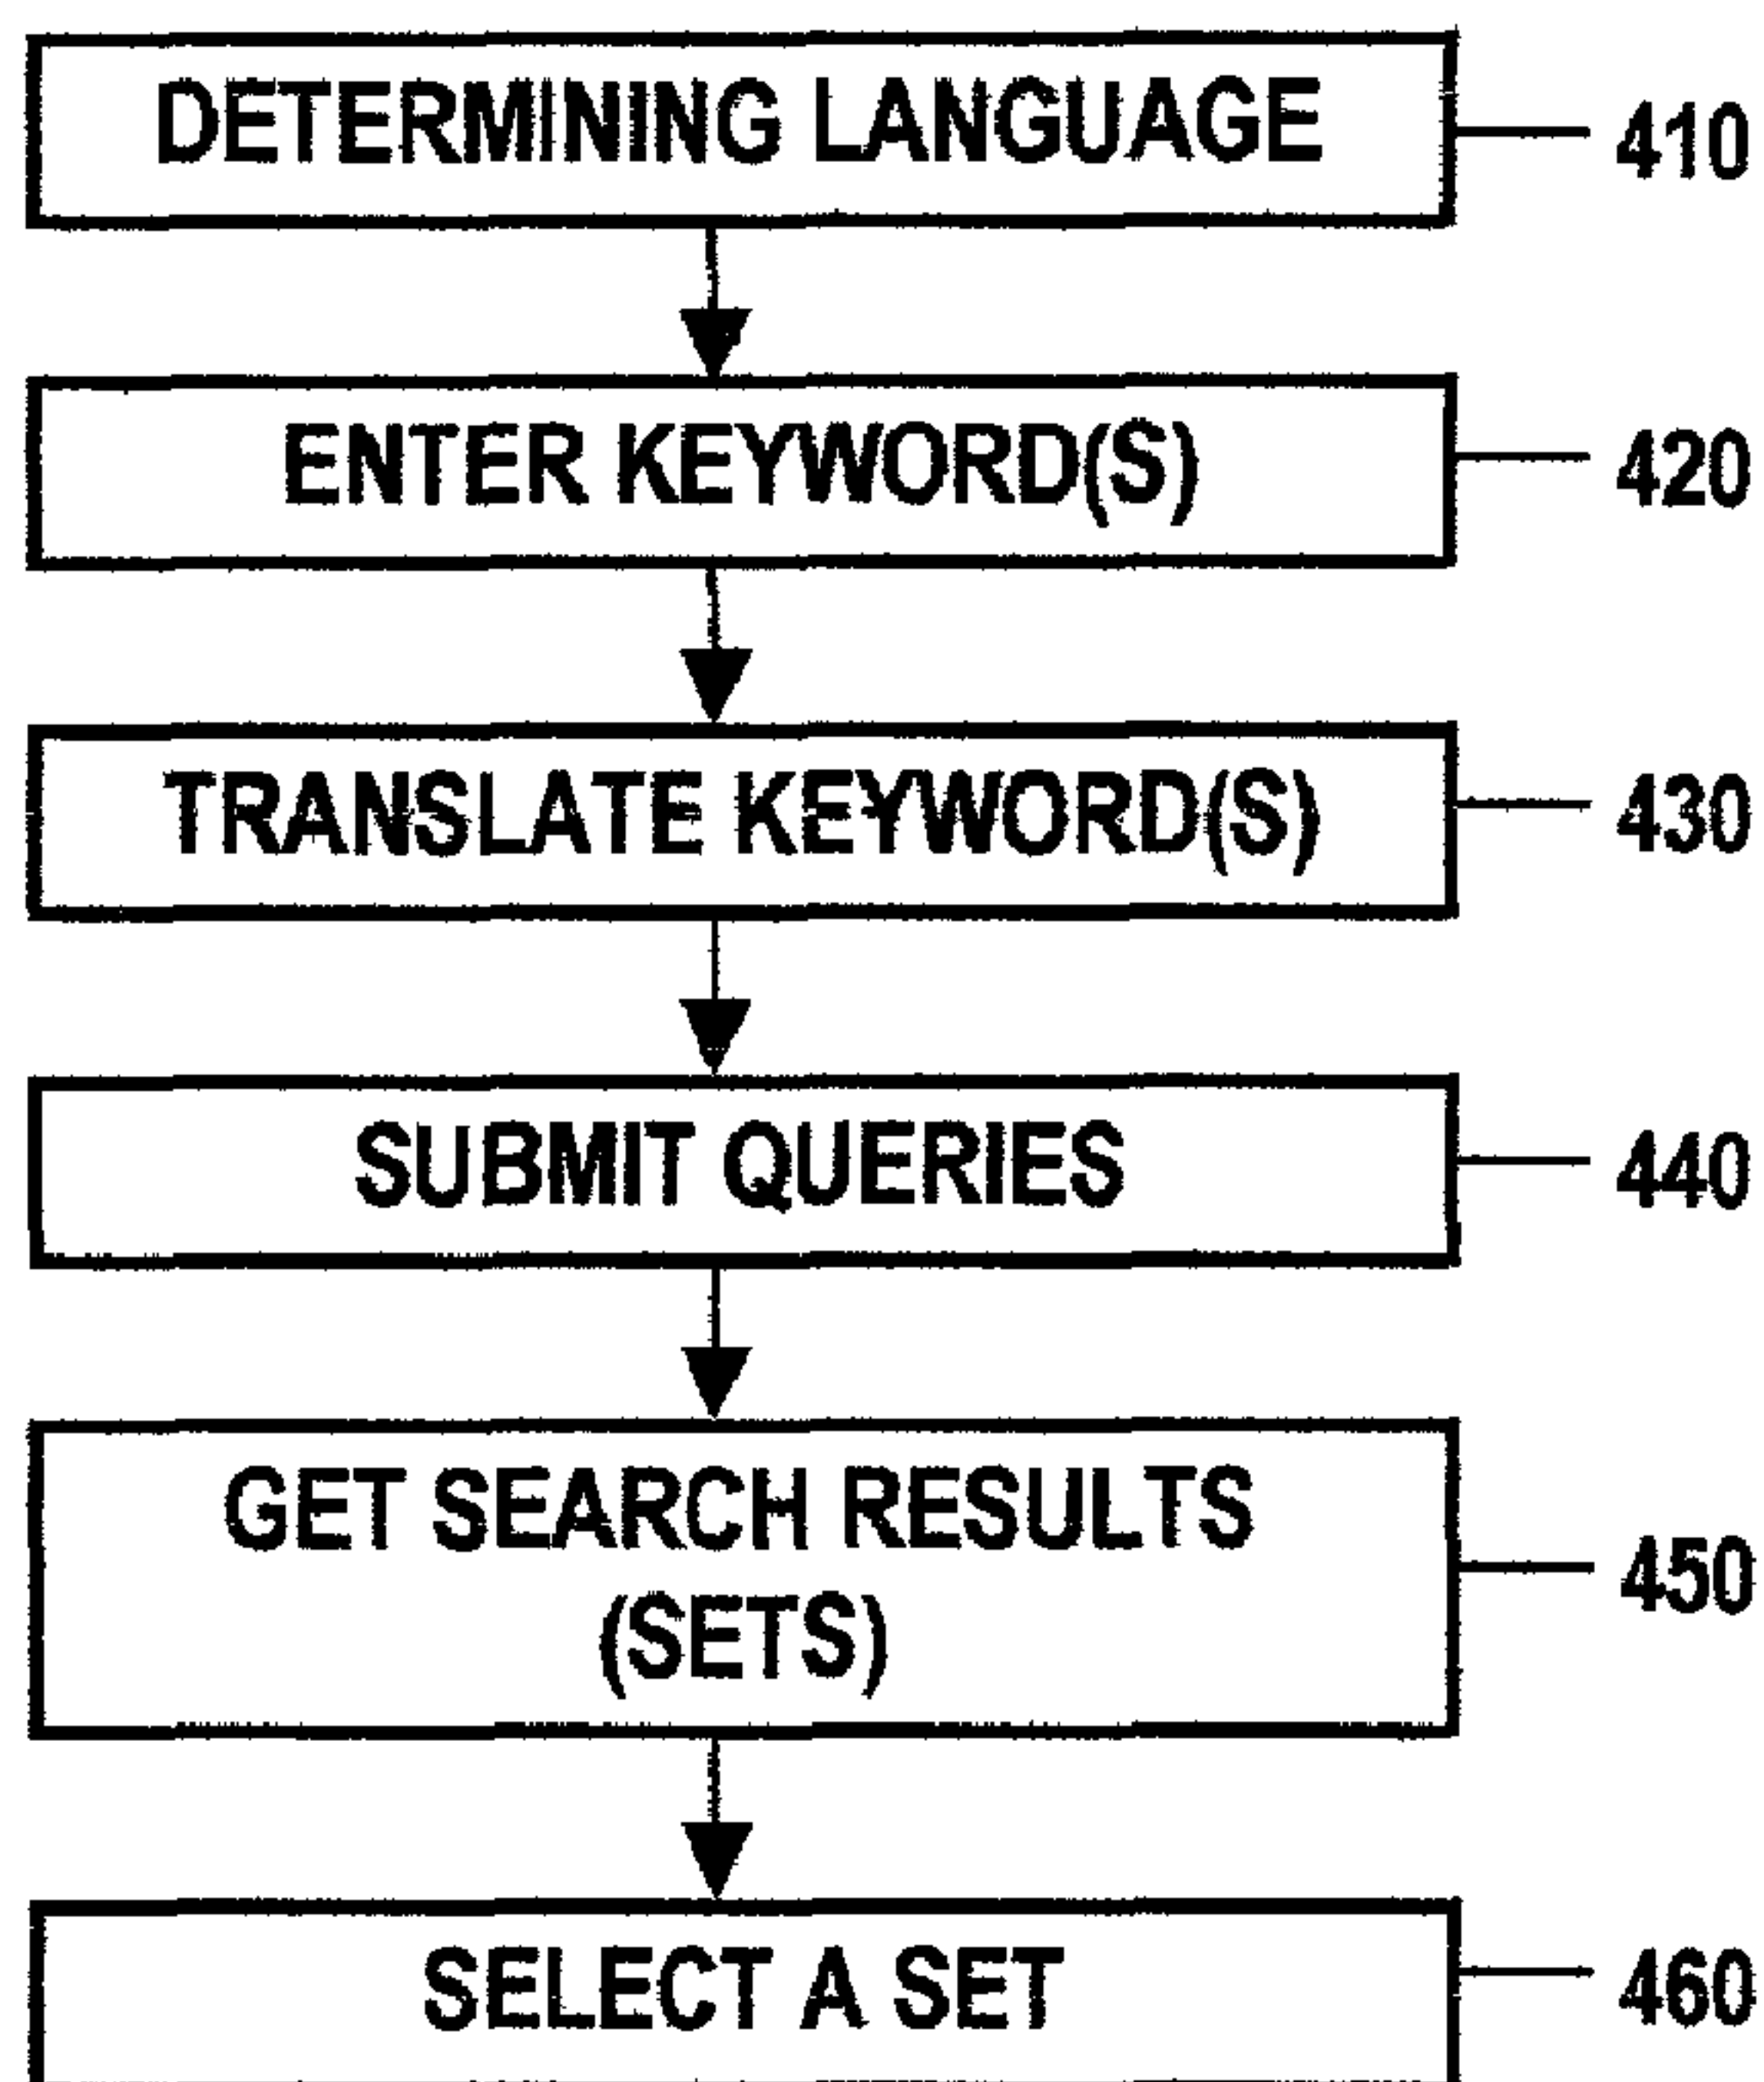 DETERMINING LANGUAGE 410
ENTER KEYWORD(S) 420
TRANSLATE KEYWORD(S) 430
SUBMIT QUERIES 440
GET SEARCH RESULTS
(SETS) 450
SELECT A SET 460